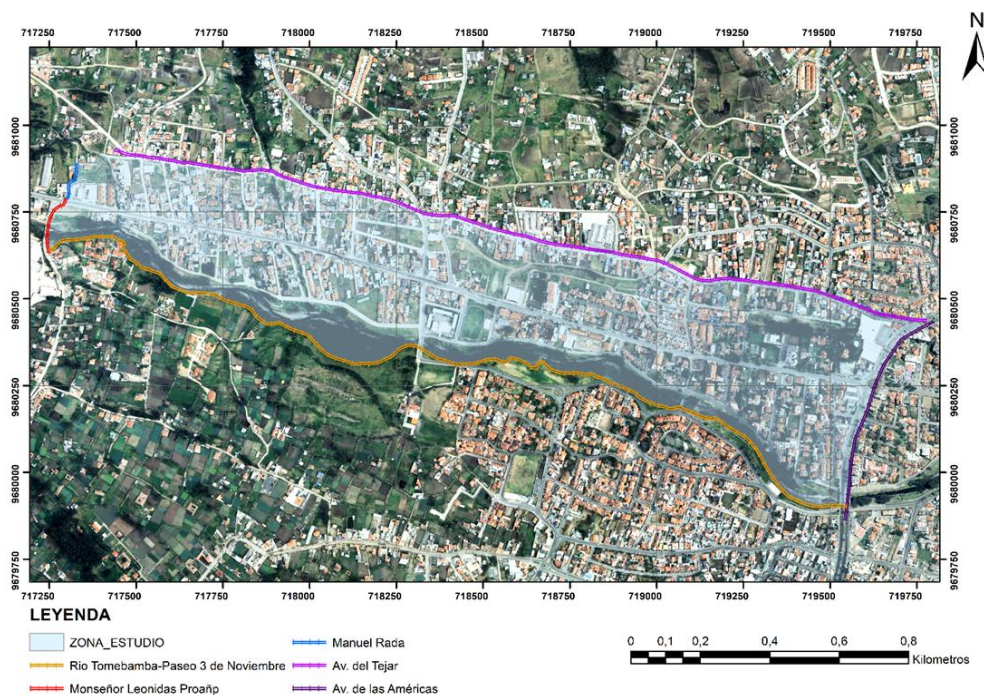 N
717250 717500 717750 718000 718250 718500 718750 719000 719250 719500 719750
9681000 9681000
9680750 9680750
9680500 9680500
9680250 9680250
9680000 9680000
9679750 9679750
717250 717500 717750 718000 718250 718500 718750 719000 719250 719500 719750
LEYENDA
ZONA_ESTUDIO
Rio Tomebamba-Paseo 3 de Noviembre
Monseñor Leonidas Proañp
Manuel Rada
Av. del Tejar
Av. de las Américas
0 0,1 0,2 0,4 0,6 0,8
Kilometros